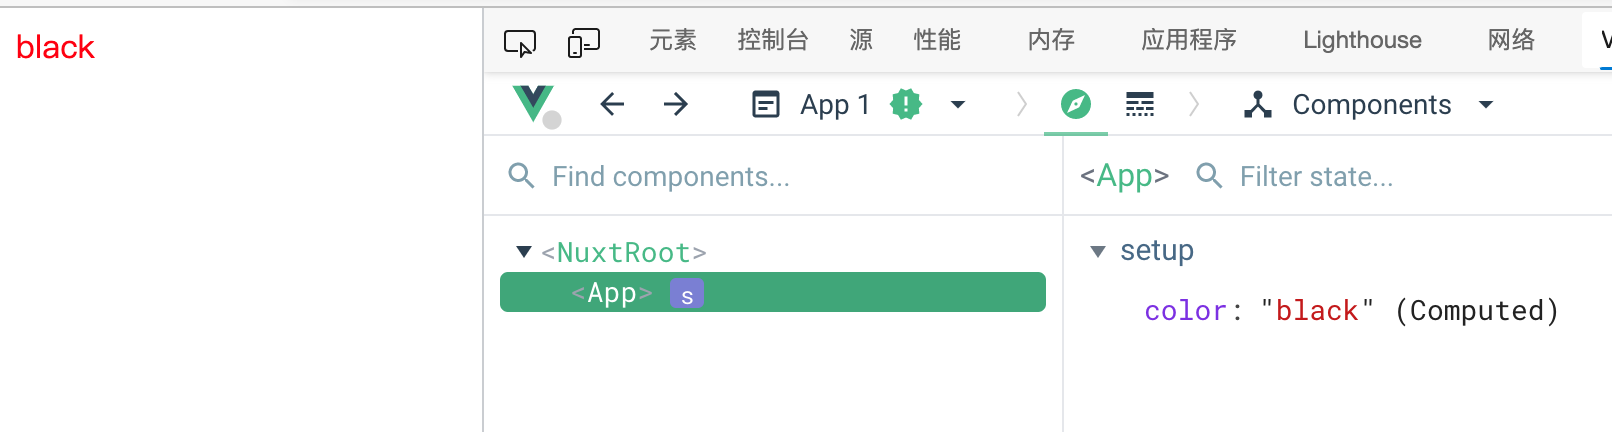 black
元素 控制台 源 性能 内存 应用程序 Lighthouse 网络
App 1 Components
Find components...
<App> Filter state...
<NuxtRoot>
<App> s
setup
color: "black" (Computed)